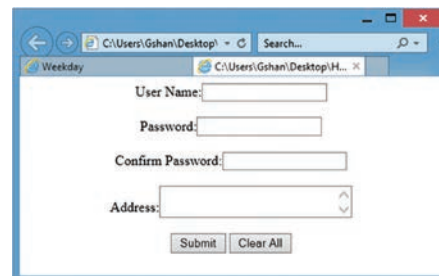 C:\Users\Gshan\Desktop\ Search...
Weekday C:\Users\Gshan\Desktop\H... ×
User Name:
Password:
Confirm Password:
Address:
Submit Clear All